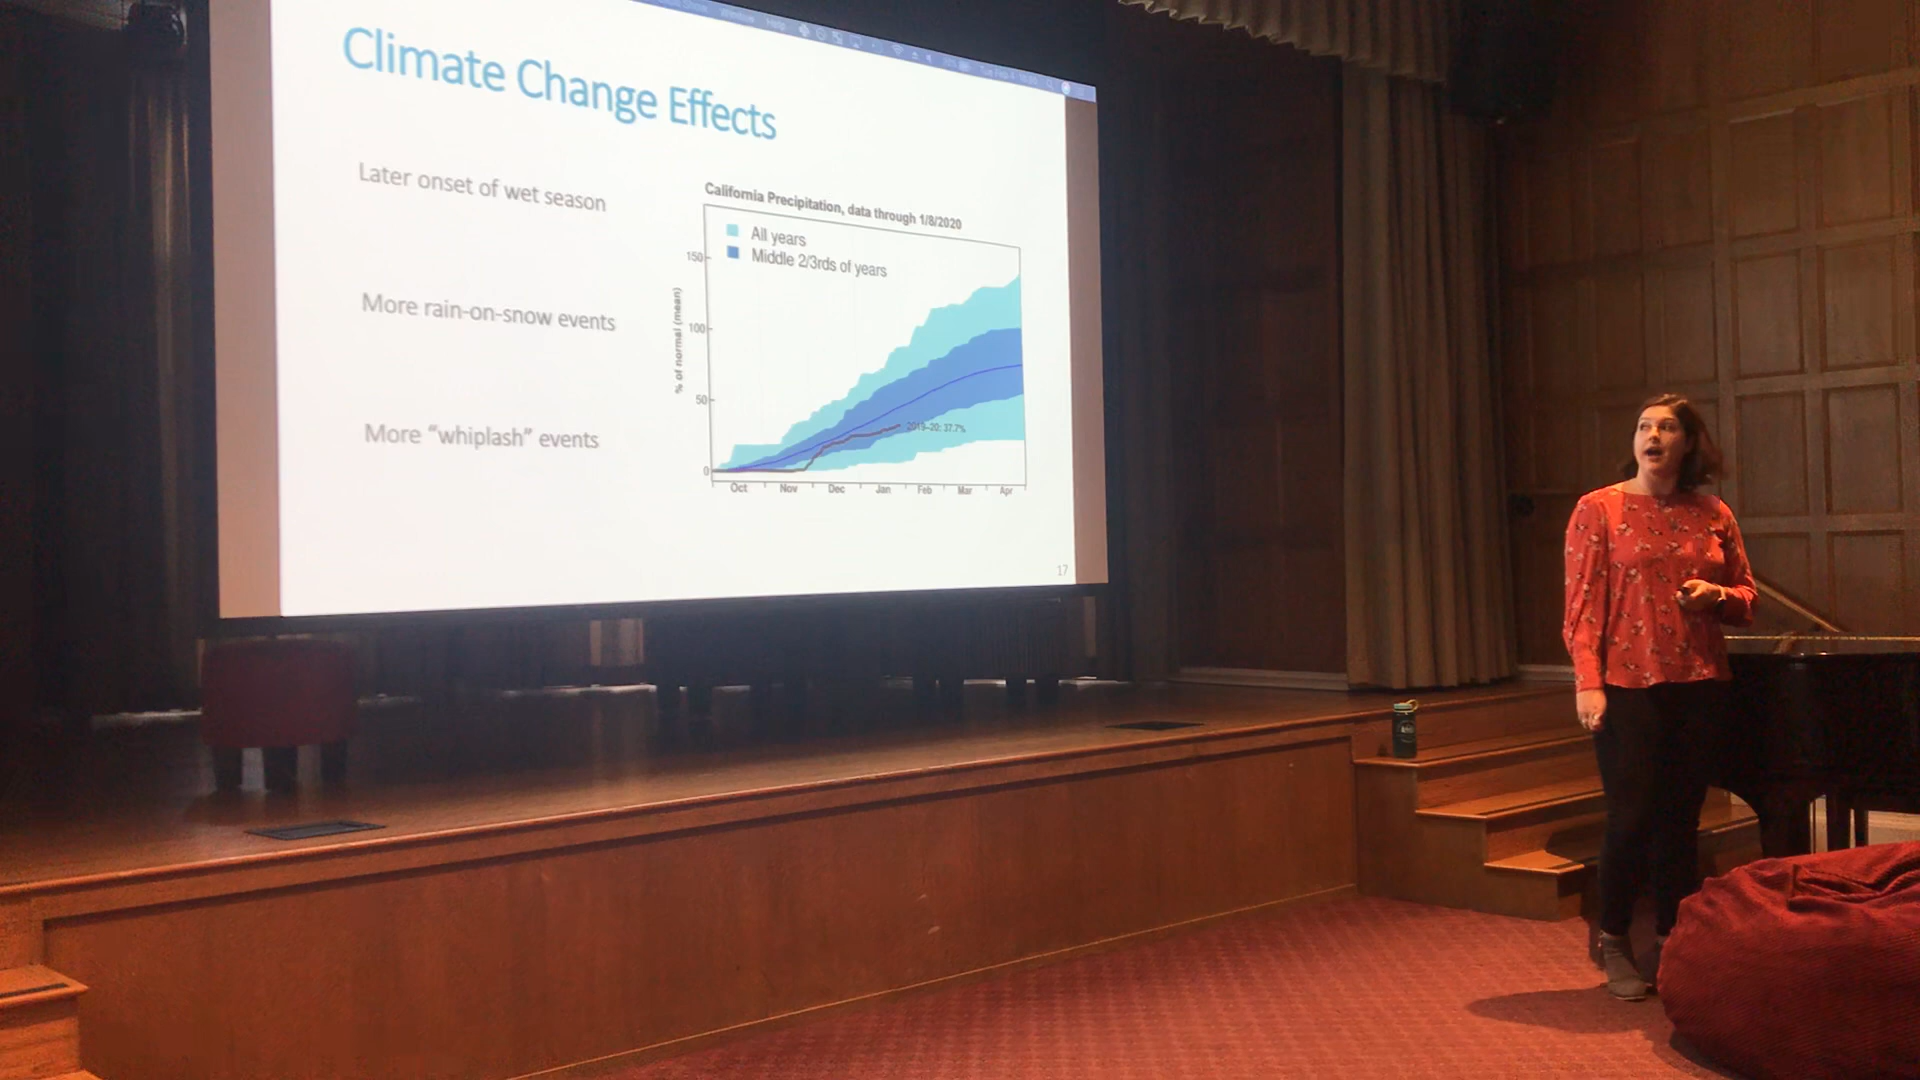 Window Help
Climate Change Effects
Later onset of wet season
More rain-on-snow events
More “whiplash” events
California Precipitation, data through 1/8/2020
All years
Middle 2/3rds of years
% of normal (mean)
150
100
50
0
2019–20: 37.7%
Oct Nov Dec Jan Feb Mar Apr
17